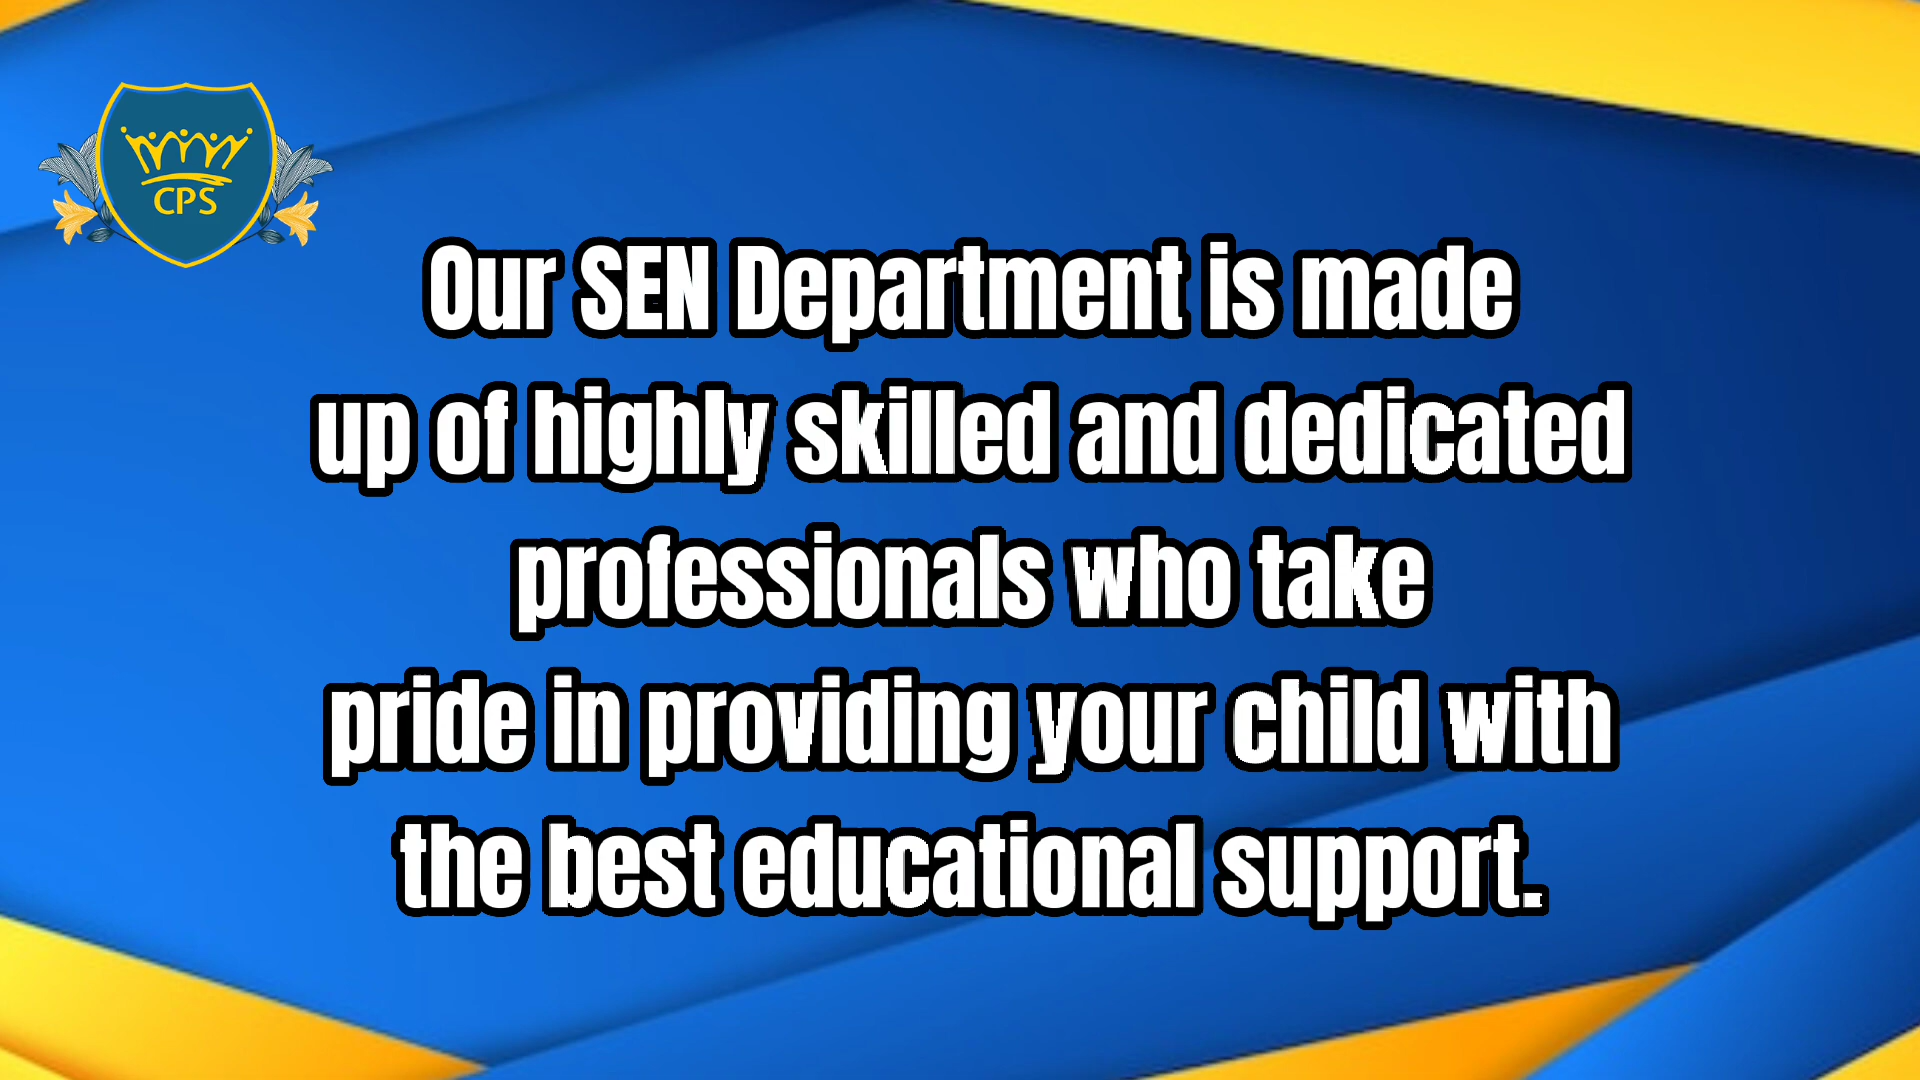 CPS
Our SEN Department is made
up of highly skilled and dedicated
professionals who take
pride in providing your child with
the best educational support.